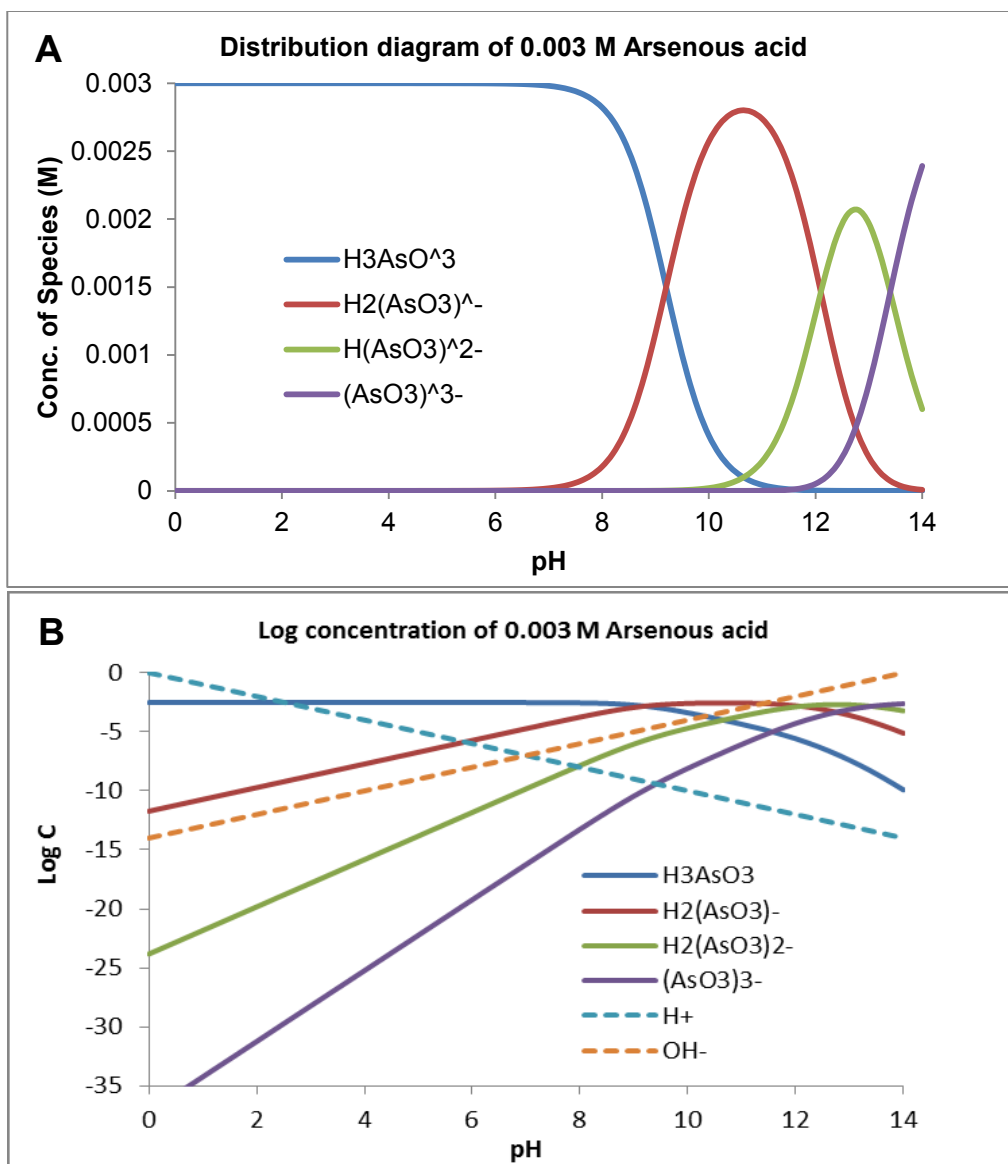 A
Distribution diagram of 0.003 M Arsenous acid
Conc. of Species (M)
0.003
0.0025
0.002
0.0015
0.001
0.0005
0
H3AsO^3
H2(AsO3)^-
H(AsO3)^2-
(AsO3)^3-
0 2 4 6 8 10 12 14
pH
B
Log concentration of 0.003 M Arsenous acid
Log C
0
-5
-10
-15
-20
-25
-30
-35
H3AsO3
H2(AsO3)-
H2(AsO3)2-
(AsO3)3-
H+
OH-
0 2 4 6 8 10 12 14
pH